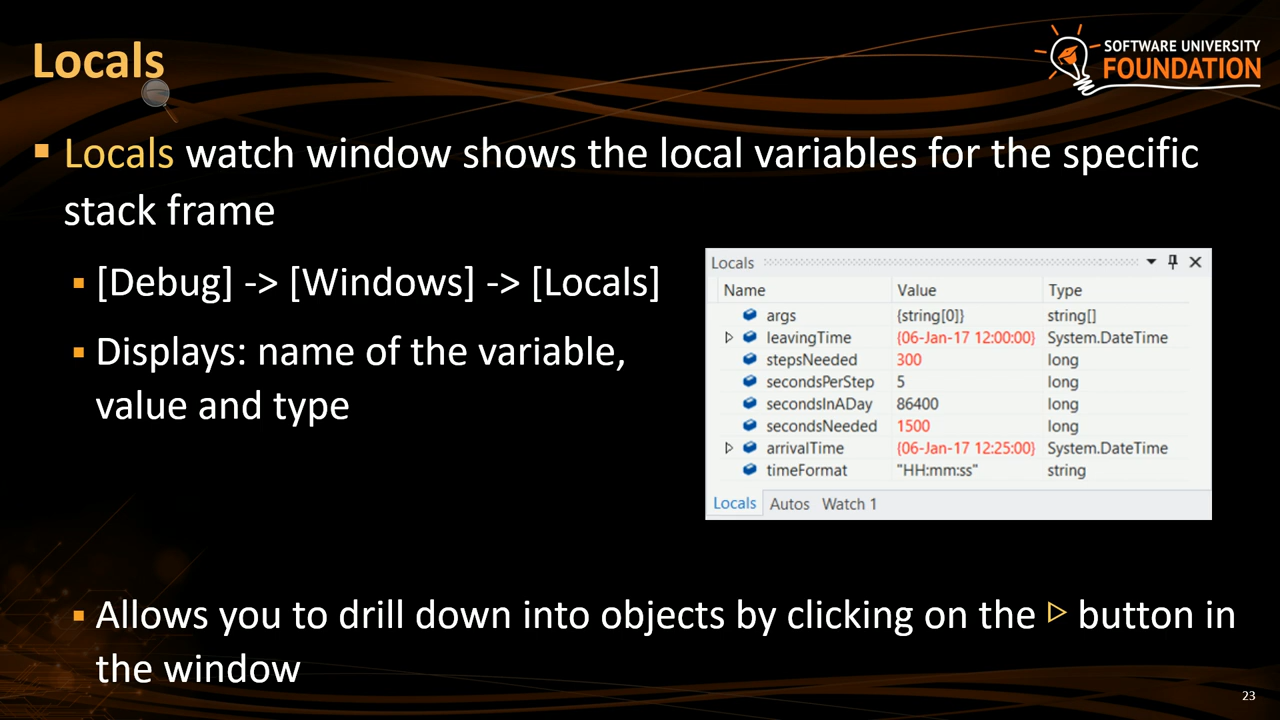 Locals
SOFTWARE UNIVERSITY
FOUNDATION
▪ Locals watch window shows the local variables for the specific
stack frame
▪ [Debug] -> [Windows] -> [Locals]
▪ Displays: name of the variable,
value and type
Locals
Name Value Type
args {string[0]} string[]
leavingTime {06-Jan-17 12:00:00} System.DateTime
stepsNeeded 300 long
secondsPerStep 5 long
secondsInADay 86400 long
secondsNeeded 1500 long
arrivalTime {06-Jan-17 12:25:00} System.DateTime
timeFormat "HH:mm:ss" string
Locals Autos Watch 1
▪ Allows you to drill down into objects by clicking on the ▷ button in
the window
23